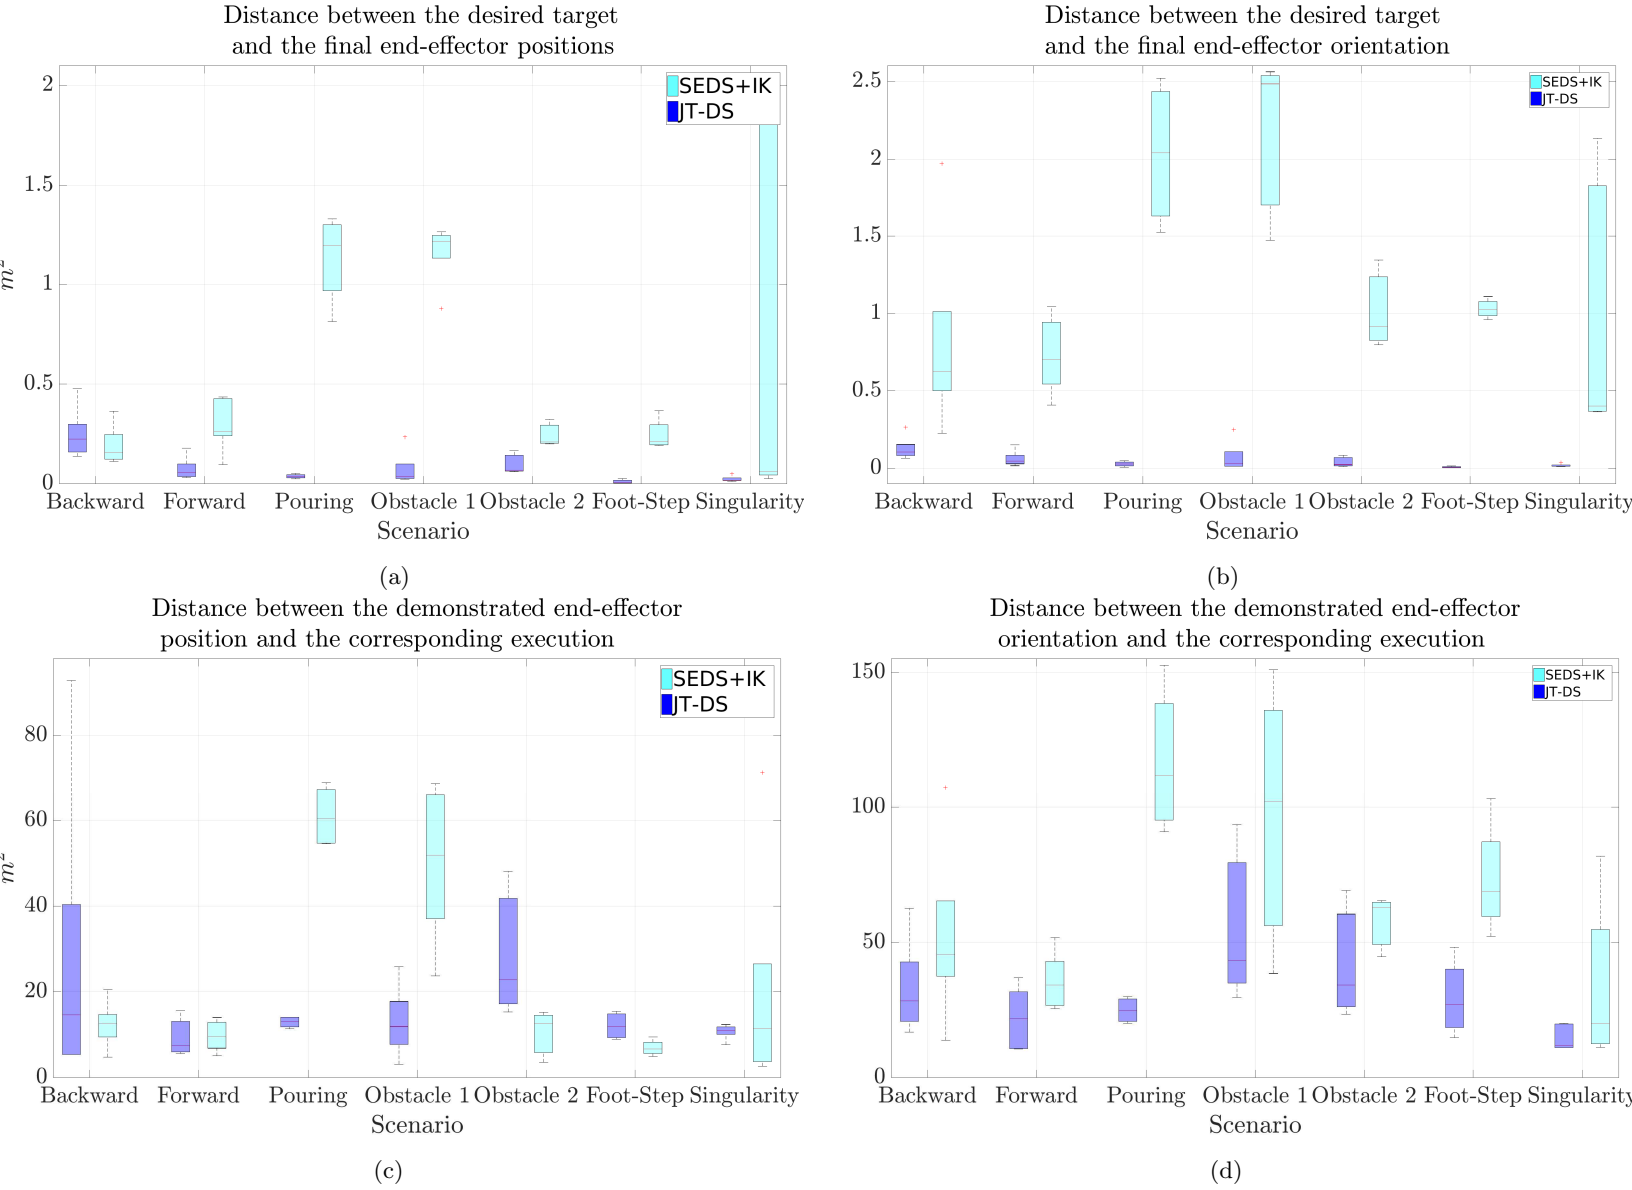 Distance between the desired target
and the final end-effector positions
2
1.5
1
0.5
0
m²
SEDS+IK
JT-DS
Backward Forward Pouring Obstacle 1 Obstacle 2 Foot-Step Singularity
Scenario
(a)
Distance between the desired target
and the final end-effector orientation
2.5
2
1.5
1
0.5
0
SEDS+IK
JT-DS
Backward Forward Pouring Obstacle 1 Obstacle 2 Foot-Step Singularity
Scenario
(b)
Distance between the demonstrated end-effector
position and the corresponding execution
80
60
40
20
0
m²
SEDS+IK
JT-DS
Backward Forward Pouring Obstacle 1 Obstacle 2 Foot-Step Singularity
Scenario
(c)
Distance between the demonstrated end-effector
orientation and the corresponding execution
150
100
50
0
SEDS+IK
JT-DS
Backward Forward Pouring Obstacle 1 Obstacle 2 Foot-Step Singularity
Scenario
(d)